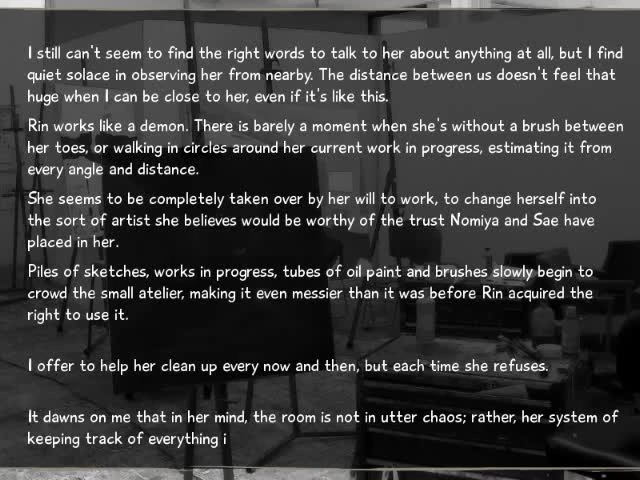 I still can't seem to find the right words to talk to her about anything at all, but I find
quiet solace in observing her from nearby. The distance between us doesn't feel that
huge when I can be close to her, even if it's like this.
Rin works like a demon. There is barely a moment when she's without a brush between
her toes, or walking in circles around her current work in progress, estimating it from
every angle and distance.
She seems to be completely taken over by her will to work, to change herself into
the sort of artist she believes would be worthy of the trust Nomiya and Sae have
placed in her.
Piles of sketches, works in progress, tubes of oil paint and brushes slowly begin to
crowd the small atelier, making it even messier than it was before Rin acquired the
right to use it.
I offer to help her clean up every now and then, but each time she refuses.
It dawns on me that in her mind, the room is not in utter chaos; rather, her system of
keeping track of everything i